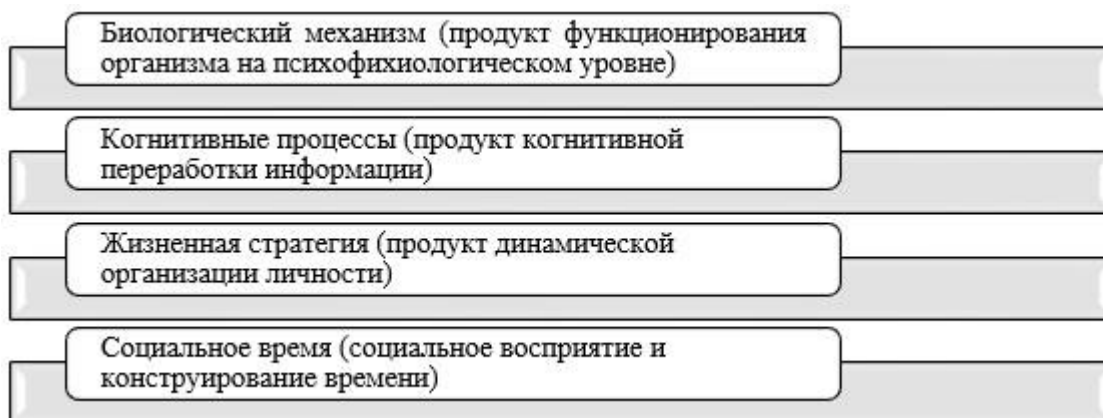 Биологический механизм (продукт функционирования
организма на психофихиологическом уровне)
Когнитивные процессы (продукт когнитивной
переработки информации)
Жизненная стратегия (продукт динамической
организации личности)
Социальное время (социальное восприятие и
конструирование времени)